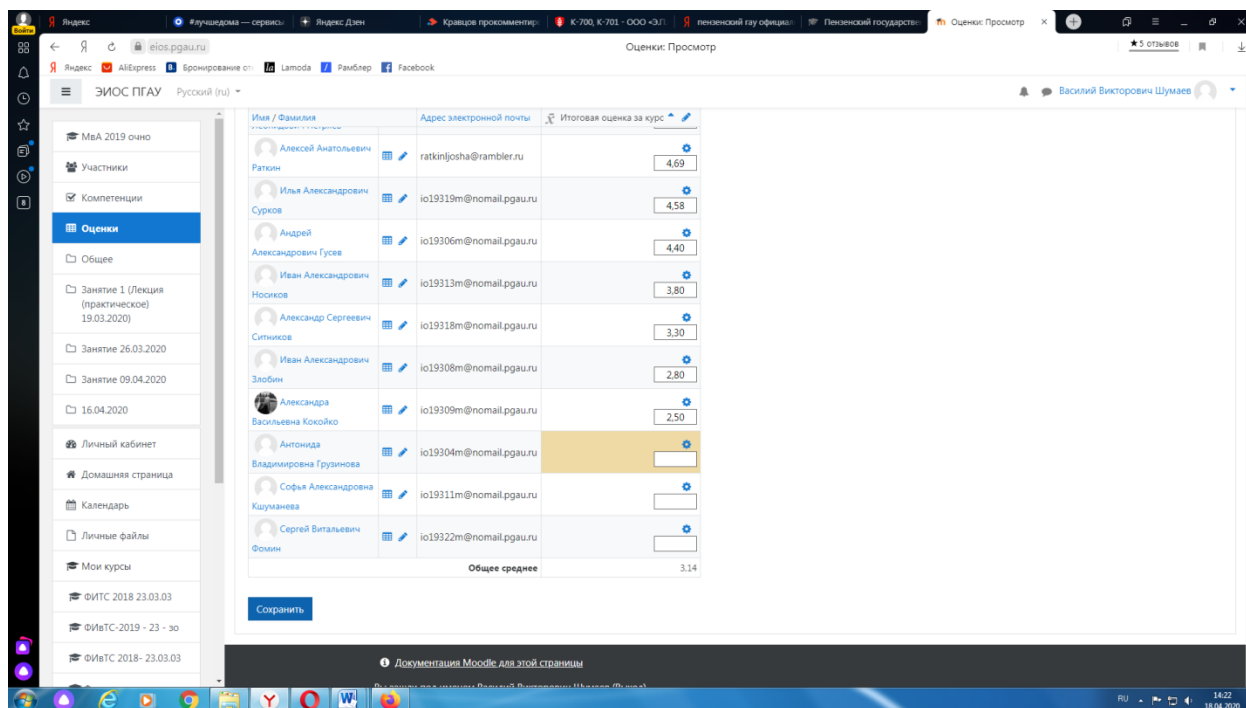 Войти
Яндекс
#лучшедома — сервисы
Яндекс Дзен
Кравцов прокомментир
К-700, К-701 - ООО «ЗЛ
пензенский гау официал
Пензенский государстве
Оценки: Просмотр
eios.pgau.ru
Оценки: Просмотр
★5 отзывов
Яндекс
AliExpress
Бронирование от
Lamoda
Рамблер
Facebook
ЭИОС ПГАУ Русский (ru)
Василий Викторович Шумаев
МвА 2019 очно
Участники
Компетенции
Оценки
Общее
Занятие 1 (Лекция
(практическое)
19.03.2020)
Занятие 26.03.2020
Занятие 09.04.2020
16.04.2020
Личный кабинет
Домашняя страница
Календарь
Личные файлы
Мои курсы
ФИТС 2018 23.03.03
ФИвТС-2019 - 23 - зо
ФИвТС 2018- 23.03.03
Имя / Фамилия Адрес электронной почты Итоговая оценка за курс
Алексей Анатольевич
Раткин
ratkinljosha@rambler.ru
4,69
Илья Александрович
Сурков
io19319m@nomail.pgau.ru
4,58
Андрей
Александрович Гусев
io19306m@nomail.pgau.ru
4,40
Иван Александрович
Носиков
io19313m@nomail.pgau.ru
3,80
Александр Сергеевич
Ситников
io19318m@nomail.pgau.ru
3,30
Иван Александрович
Злобин
io19308m@nomail.pgau.ru
2,80
Александра
Васильевна Кокойко
io19309m@nomail.pgau.ru
2,50
Антонида
Владимировна Грузинова
io19304m@nomail.pgau.ru
Софья Александровна
Кшуманева
io19311m@nomail.pgau.ru
Сергей Витальевич
Фомин
io19322m@nomail.pgau.ru
Общее среднее 3,14
Сохранить
Документация Moodle для этой страницы
Вы зашли под именем Василий Викторович Шумаев (Выход)
RU
14:22
18.04.2020